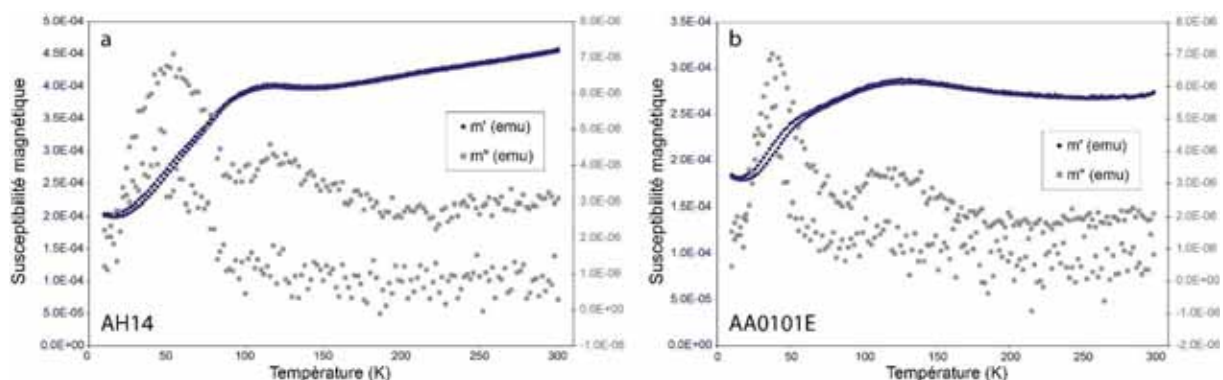 a
Susceptibilité magnétique
5.0E-04
4.5E-04
4.0E-04
3.5E-04
3.0E-04
2.5E-04
2.0E-04
1.5E-04
1.0E-04
5.0E-05
0.0E+00
8.0E-06
7.0E-06
6.0E-06
5.0E-06
4.0E-06
3.0E-06
2.0E-06
1.0E-06
0.0E+00
-1.0E-06
m' (emu)
m" (emu)
AH14
0 50 100 150 200 250 300
Température (K)
b
Susceptibilité magnétique
3.5E-04
3.0E-04
2.5E-04
2.0E-04
1.5E-04
1.0E-04
5.0E-05
0.0E+00
8.0E-06
7.0E-06
6.0E-06
5.0E-06
4.0E-06
3.0E-06
2.0E-06
1.0E-06
0.0E+00
-1.0E-06
-2.0E-06
m' (emu)
m" (emu)
AA0101E
0 50 100 150 200 250 300
Température (K)